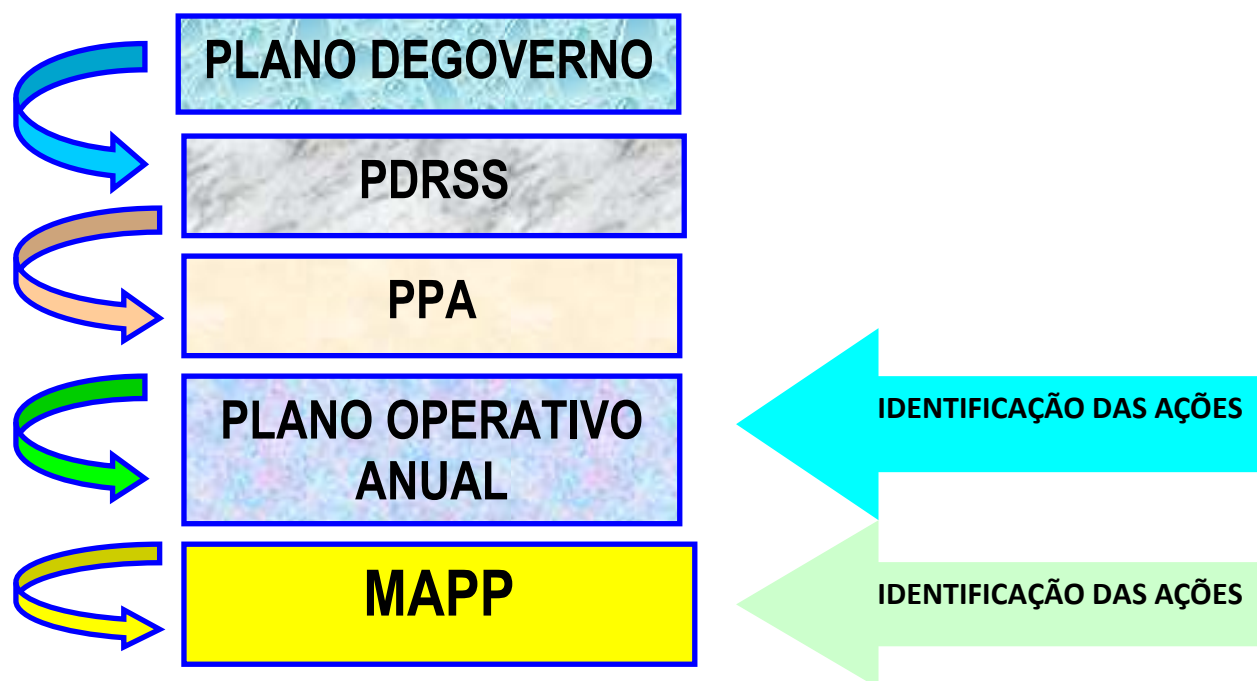 PLANO DEGOVERNO
PDRSS
PPA
PLANO OPERATIVO
ANUAL
IDENTIFICAÇÃO DAS AÇÕES
MAPP
IDENTIFICAÇÃO DAS AÇÕES